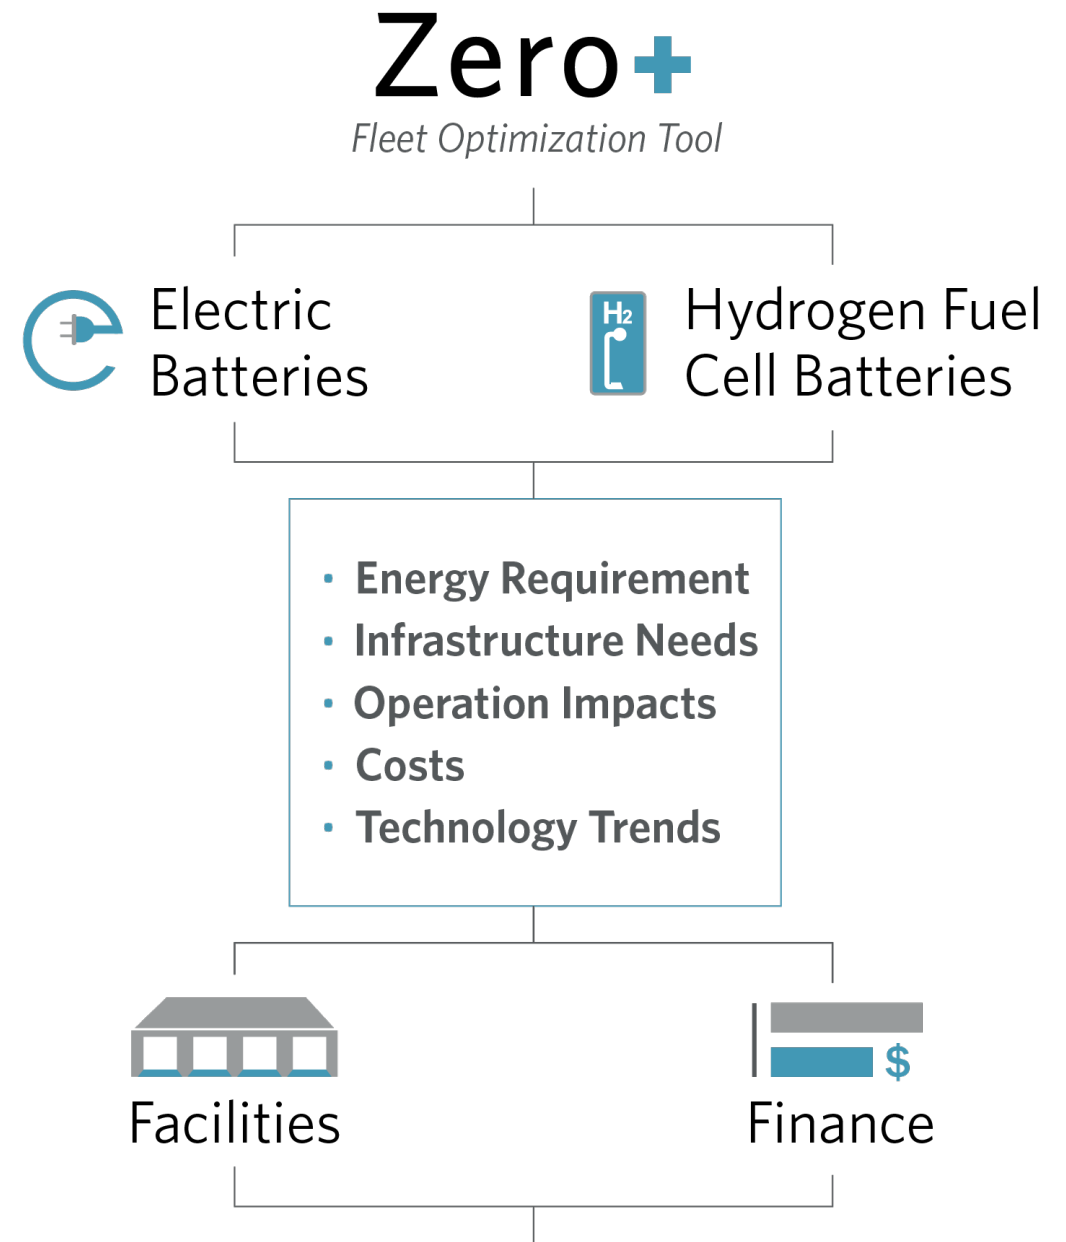 Zero+
Fleet Optimization Tool
Electric
Batteries
H2
Hydrogen Fuel
Cell Batteries
• Energy Requirement
• Infrastructure Needs
• Operation Impacts
• Costs
• Technology Trends
Facilities
$
Finance